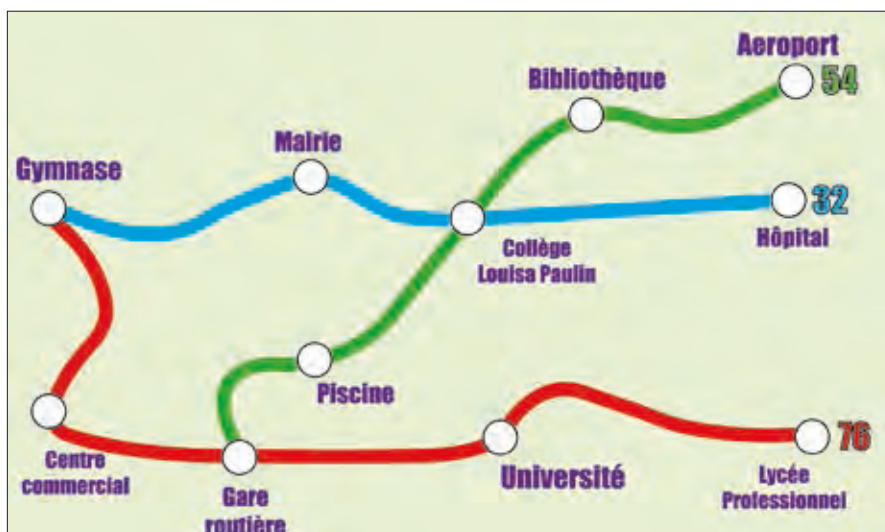 Aeroport
54
Bibliothèque
Mairie
Gymnase
32
Hôpital
Collège
Louisa Paulin
Piscine
76
Centre
commercial
Gare
routière
Université
Lycée
Professionnel